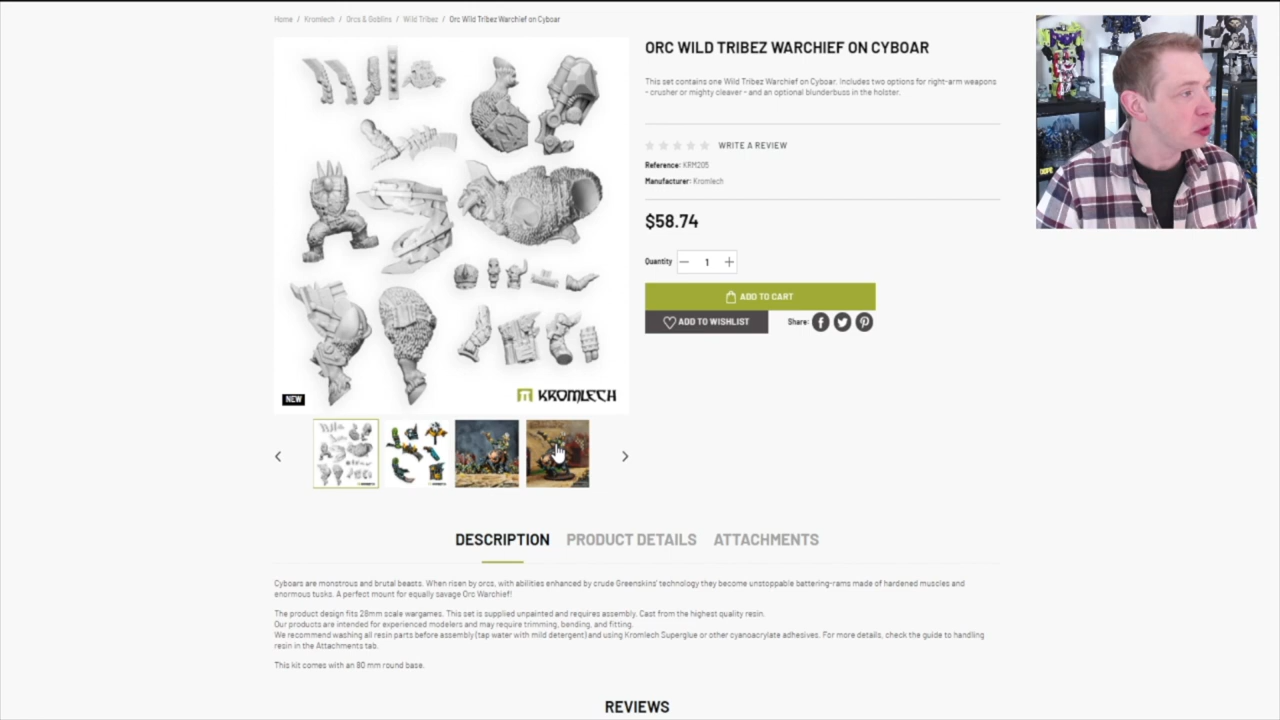 Home / Kromlech / Orcs & Goblins / Wild Tribes / Orc Wild Tribez Warchief on Cyboar
ORC WILD TRIBEZ WARCHIEF ON CYBOAR
This set contains one Wild Tribez Warchief on Cyboar. Includes two options for right-arm weapons
- crusher or mighty cleaver - and an optional blunderbuss in the holster.
WRITE A REVIEW
Reference: KRM205
Manufacturer: Kromlech
$58.74
Quantity 1
ADD TO CART
ADD TO WISHLIST Share:
NEW
KROMLECH
DESCRIPTION PRODUCT DETAILS ATTACHMENTS
Cyboars are monstrous and brutal beasts. When risen by orcs, with abilities enhanced by crude Greenskins' technology they become unstoppable battering-rams made of hardened muscles and
enormous tusks. A perfect mount for equally savage Orc Warchief!
The product design fits 28mm scale wargames. This set is supplied unpainted and requires assembly. Cast from the highest quality resin.
Our products are intended for experienced modelers and may require trimming, bending, and fitting.
We recommend washing all resin parts before assembly (tap water with mild detergent) and using Kromlech Superglue or other cyanoacrylate adhesives. For more details, check the guide to handling
resin in the Attachments tab.
This kit comes with an 80 mm round base.
REVIEWS